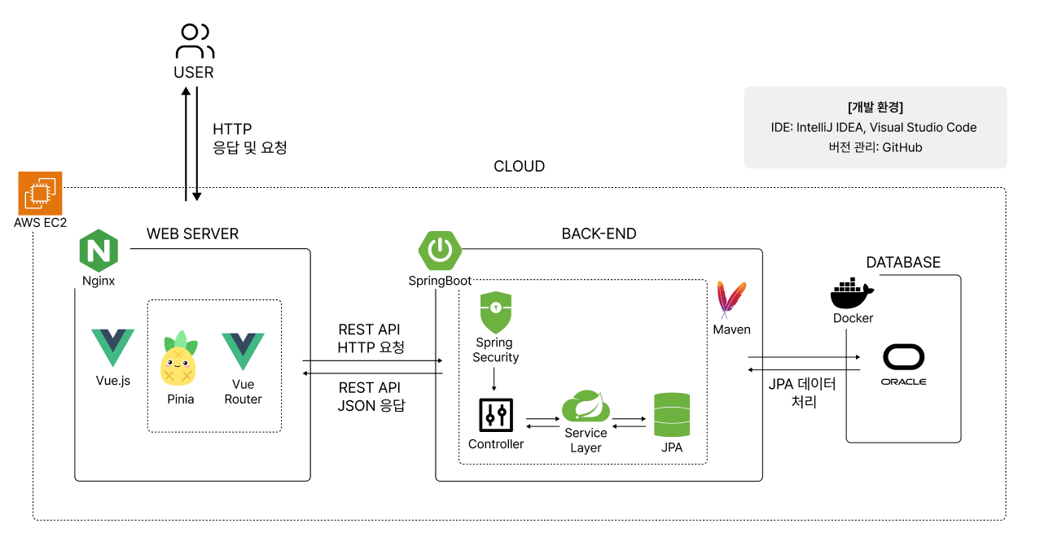 USER
HTTP
응답 및 요청
[개발 환경]
IDE: IntelliJ IDEA, Visual Studio Code
버전 관리: GitHub
CLOUD
AWS EC2
WEB SERVER
Nginx
Vue.js
Pinia
Vue
Router
REST API
HTTP 요청
REST API
JSON 응답
BACK-END
SpringBoot
Spring
Security
Controller
Service
Layer
JPA
Maven
JPA 데이터
처리
DATABASE
Docker
ORACLE